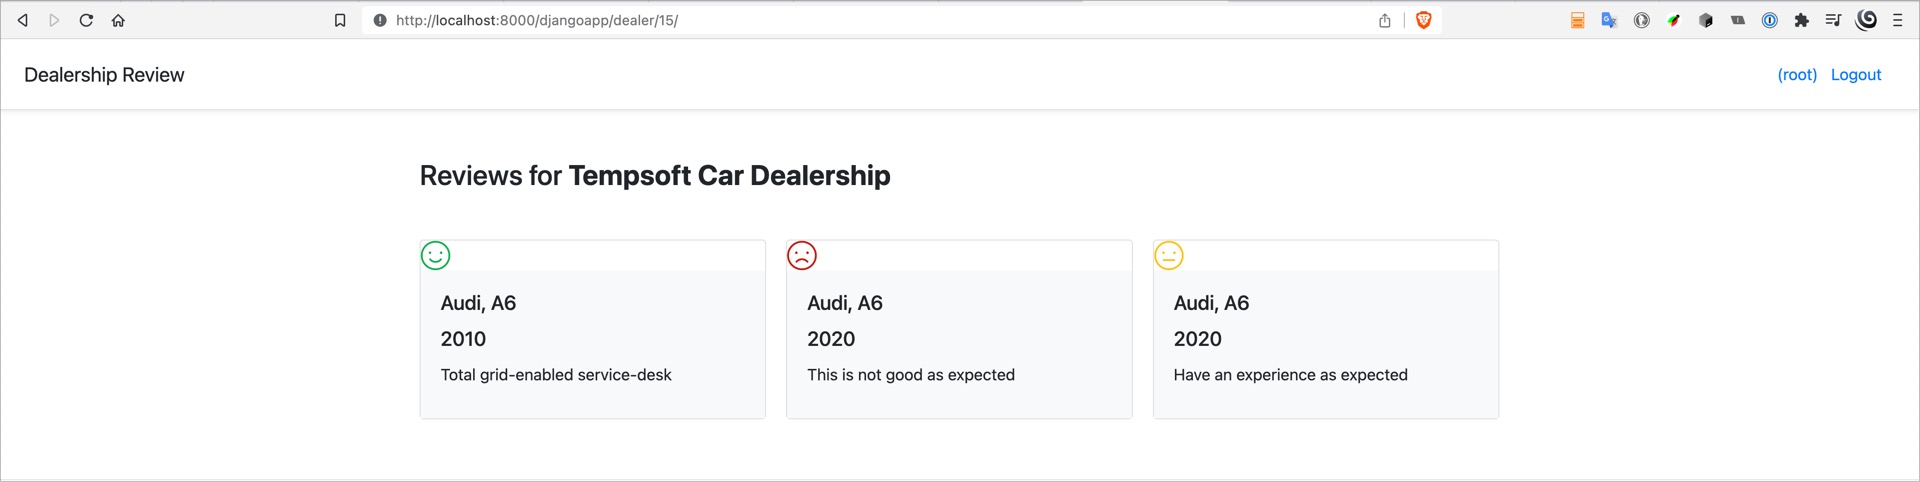 http://localhost:8000/djangoapp/dealer/15/
Dealership Review
(root) Logout
Reviews for Tempsoft Car Dealership
Audi, A6
2010
Total grid-enabled service-desk
Audi, A6
2020
This is not good as expected
Audi, A6
2020
Have an experience as expected